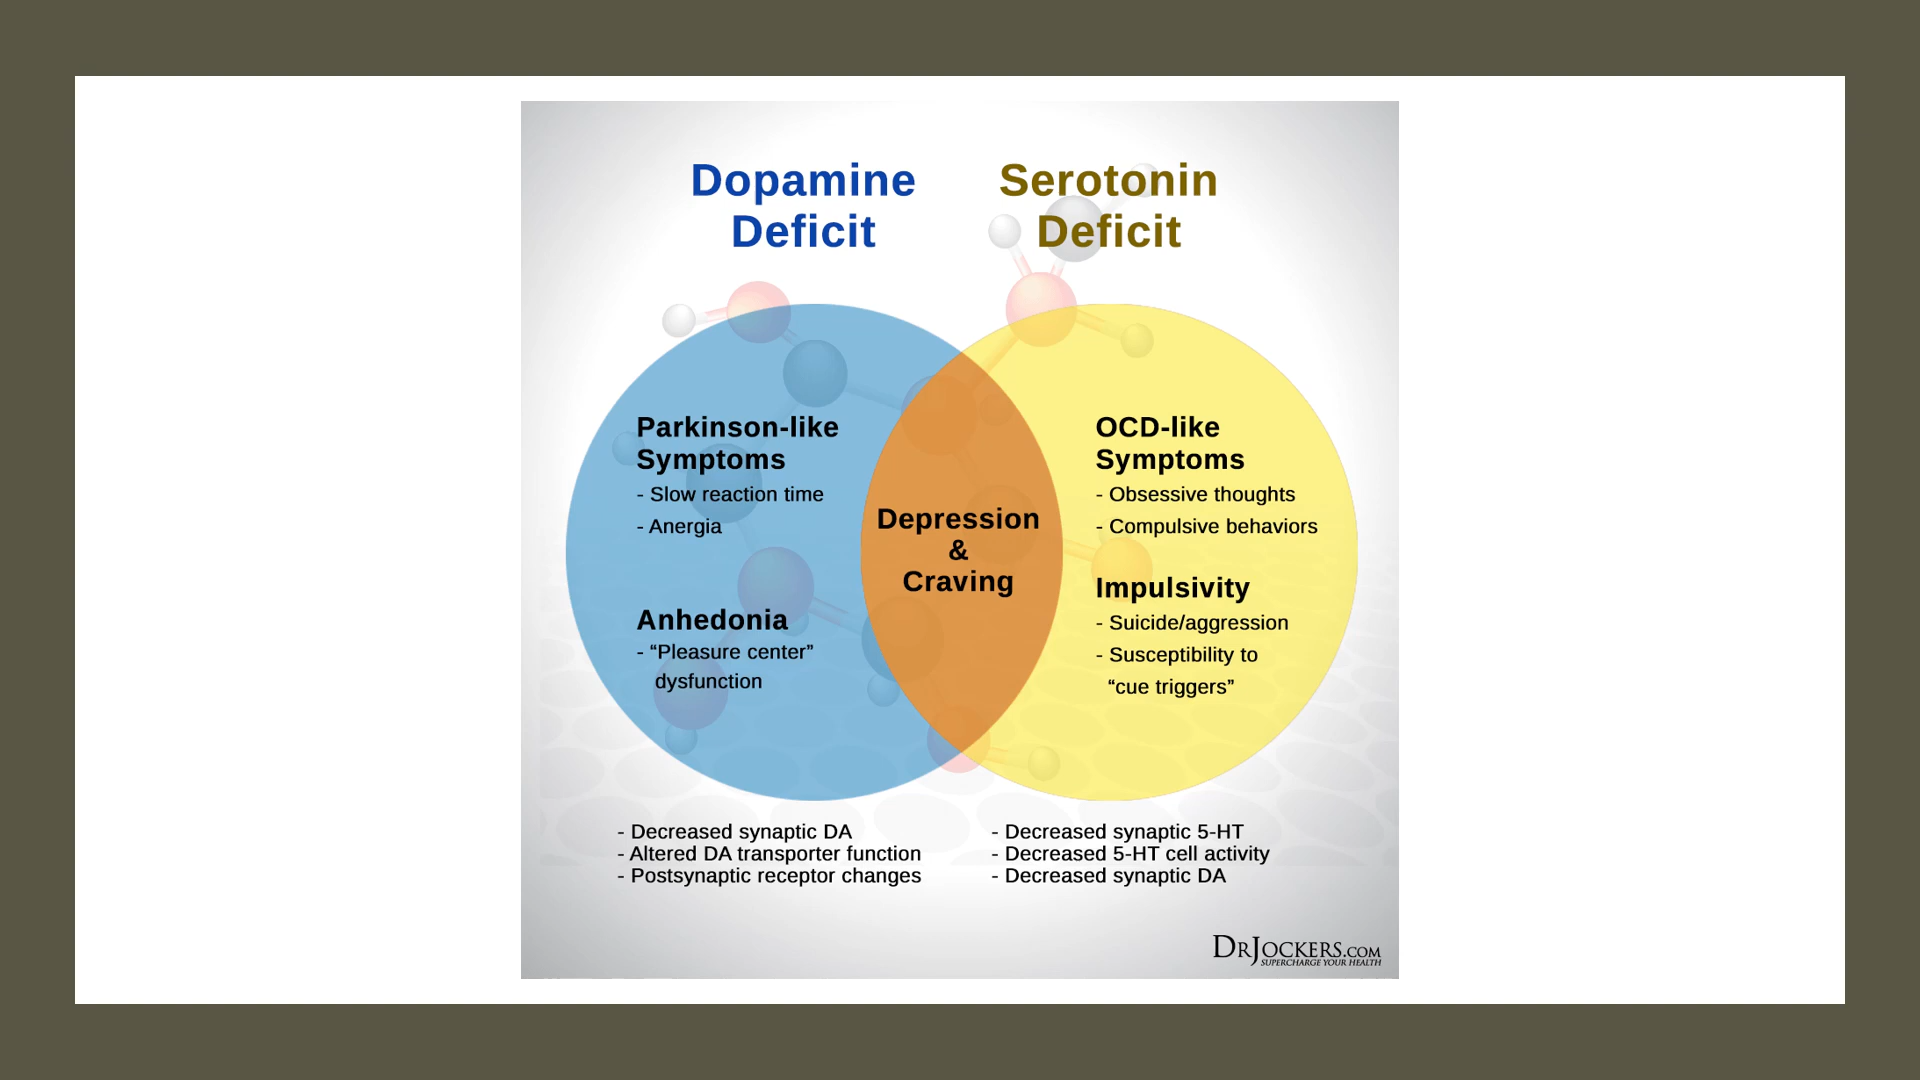 Dopamine
Deficit
Serotonin
Deficit
Parkinson-like
Symptoms
- Slow reaction time
- Anergia
Anhedonia
- “Pleasure center”
dysfunction
Depression
&
Craving
OCD-like
Symptoms
- Obsessive thoughts
- Compulsive behaviors
Impulsivity
- Suicide/aggression
- Susceptibility to
“cue triggers”
- Decreased synaptic DA
- Altered DA transporter function
- Postsynaptic receptor changes
- Decreased synaptic 5-HT
- Decreased 5-HT cell activity
- Decreased synaptic DA
DRJOCKERS.COM
SUPERCHARGE YOUR HEALTH